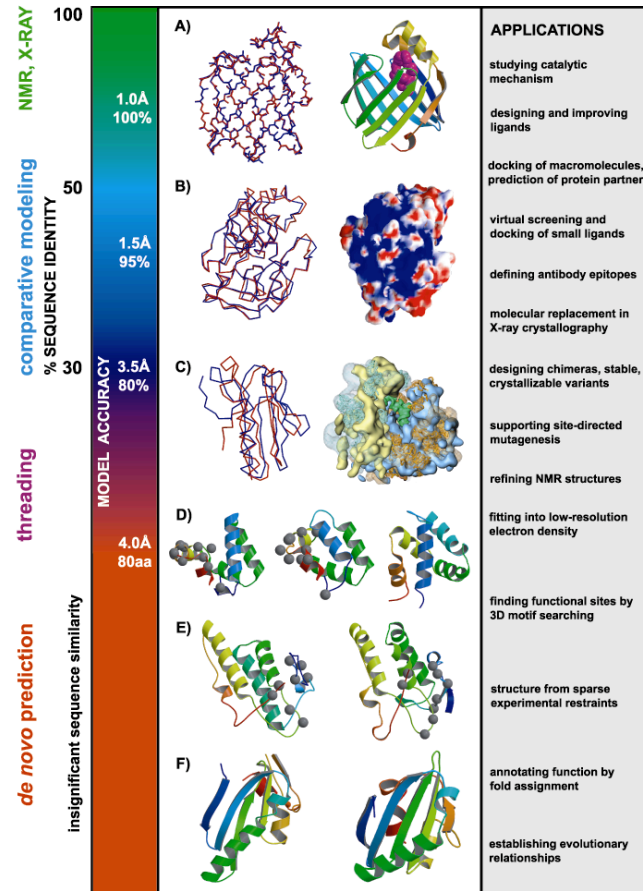 NMR, X-RAY
comparative modeling
threading
de novo prediction
100
50
30
% SEQUENCE IDENTITY
insignificant sequence similarity
MODEL ACCURACY
1.0Å
100%
1.5Å
95%
3.5Å
80%
4.0Å
80aa
A)
B)
C)
D)
E)
F)
APPLICATIONS
studying catalytic
mechanism
designing and improving
ligands
docking of macromolecules,
prediction of protein partner
virtual screening and
docking of small ligands
defining antibody epitopes
molecular replacement in
X-ray crystallography
designing chimeras, stable,
crystallizable variants
supporting site-directed
mutagenesis
refining NMR structures
fitting into low-resolution
electron density
finding functional sites by
3D motif searching
structure from sparse
experimental restraints
annotating function by
fold assignment
establishing evolutionary
relationships